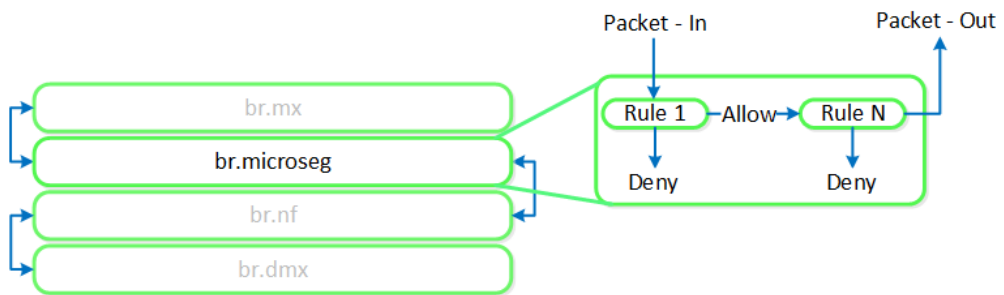 Packet - In
Packet - Out
br.mx
Rule 1
Allow
Rule N
br.microseg
Deny
Deny
br.nf
br.dmx